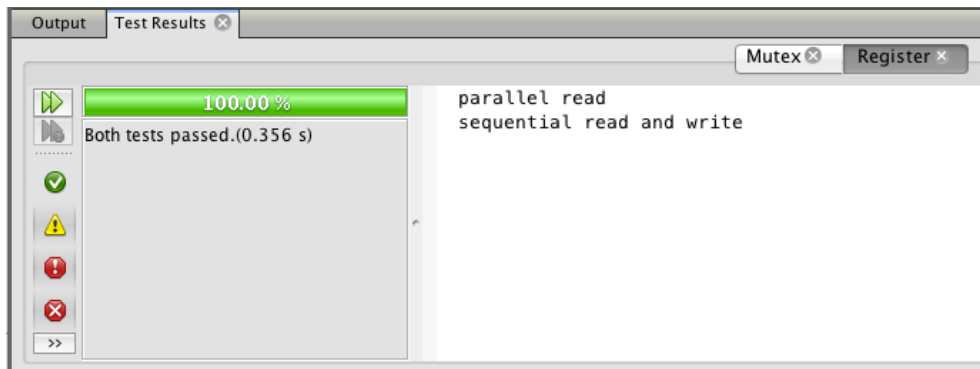 Output
Test Results
Mutex
Register
100.00 %
Both tests passed.(0.356 s)
parallel read
sequential read and write
>>